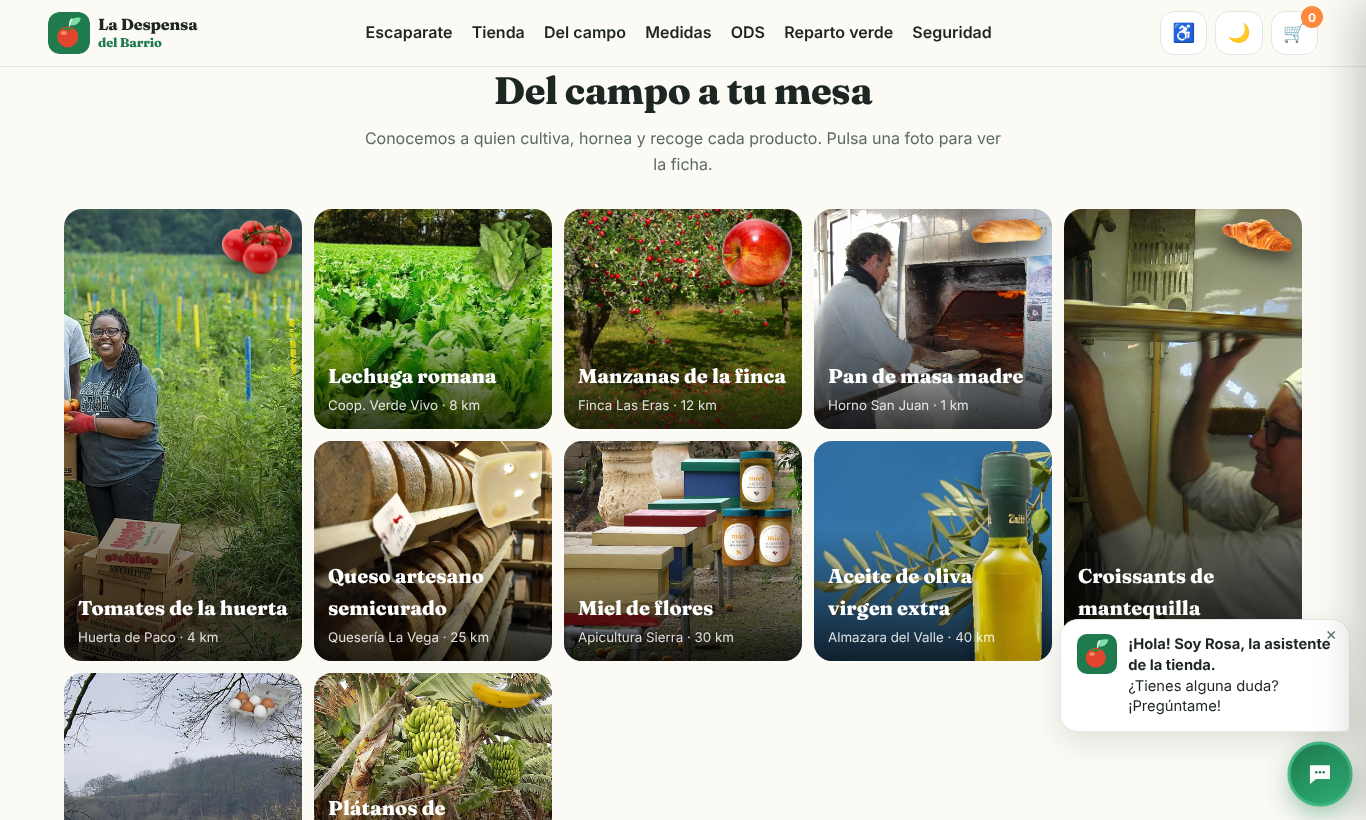 La Despensa
del Barrio
Escaparate
Tienda
Del campo
Medidas
ODS
Reparto verde
Seguridad
0
Del campo a tu mesa
Conocemos a quien cultiva, hornea y recoge cada producto. Pulsa una foto para ver
la ficha.
Tomates de la huerta
Huerta de Paco · 4 km
Lechuga romana
Coop. Verde Vivo · 8 km
Manzanas de la finca
Finca Las Eras · 12 km
Pan de masa madre
Horno San Juan · 1 km
Croissants de
mantequilla
Queso artesano
semicurado
Quesería La Vega · 25 km
miel
miel
miel
Miel de flores
Apicultura Sierra · 30 km
Aceite de oliva
virgen extra
Almazara del Valle · 40 km
Plátanos de
¡Hola! Soy Rosa, la asistente
de la tienda.
¿Tienes alguna duda?
¡Pregúntame!